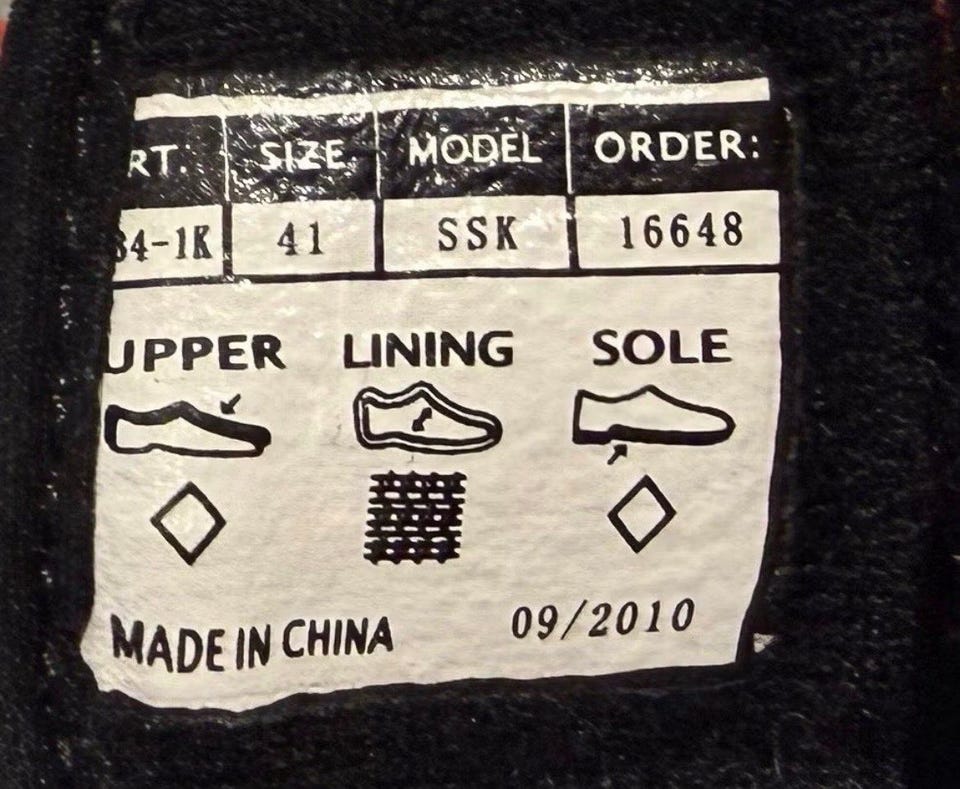 RT. SIZE MODEL ORDER:
34-1K 41 SSK 16648
UPPER LINING SOLE
MADE IN CHINA 09/2010